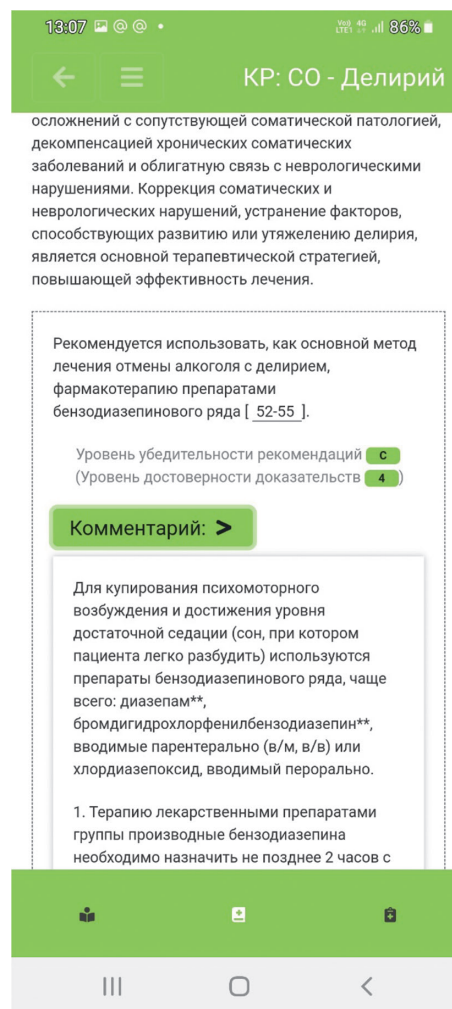 13:07
Vo)) 4G
LTE1
86%
КР: СО - Делирий
осложнений с сопутствующей соматической патологией,
декомпенсацией хронических соматических
заболеваний и облигатную связь с неврологическими
нарушениями. Коррекция соматических и
неврологических нарушений, устранение факторов,
способствующих развитию или утяжелению делирия,
является основной терапевтической стратегией,
повышающей эффективность лечения.
Рекомендуется использовать, как основной метод
лечения отмены алкоголя с делирием,
фармакотерапию препаратами
бензодиазепинового ряда [ 52-55 ].
Уровень убедительности рекомендаций C
(Уровень достоверности доказательств 4 )
Комментарий: >
Для купирования психомоторного
возбуждения и достижения уровня
достаточной седации (сон, при котором
пациента легко разбудить) используются
препараты бензодиазепинового ряда, чаще
всего: диазепам**,
бромдигидрохлорфенилбензодиазепин**,
вводимые парентерально (в/м, в/в) или
хлордиазепоксид, вводимый перорально.
1. Терапию лекарственными препаратами
группы производные бензодиазепина
необходимо назначить не позднее 2 часов с